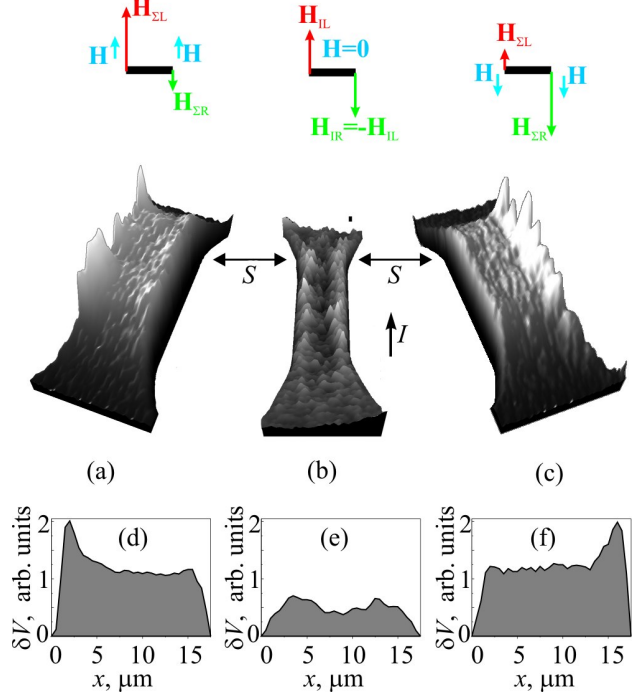 H_ΣL
H H
H_ΣR
H_IL
H=0
H_IR=-H_IL
H_ΣL
H H
H_ΣR
S S
I
(a) (b) (c)
δV, arb. units
2
1
0
(d)
0 5 10 15
x, μm
δV, arb. units
2
1
0
(e)
0 5 10 15
x, μm
δV, arb. units
2
1
0
(f)
0 5 10 15
x, μm